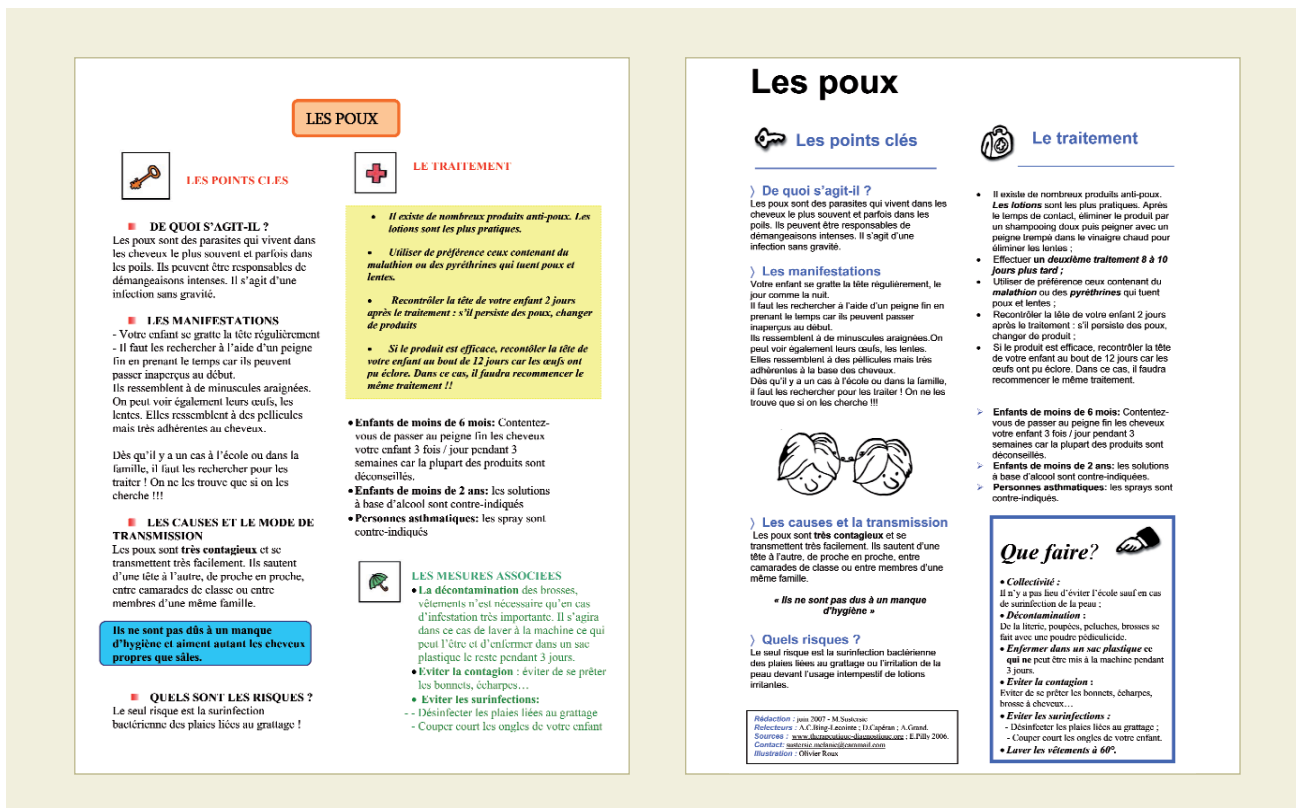 LES POUX
LES POINTS CLES
DE QUOI S'AGIT-IL ?
Les poux sont des parasites qui vivent dans
les cheveux le plus souvent et parfois dans
les poils. Ils peuvent être responsables de
démangeaisons intenses. Il s'agit d'une
infection sans gravité.
LES MANIFESTATIONS
- Votre enfant se gratte la tête régulièrement
- Il faut les rechercher à l'aide d'un peigne
fin en prenant le temps car ils peuvent
passer inaperçus au début.
Ils ressemblent à de minuscules araignées.
On peut voir également leurs œufs, les
lentes. Elles ressemblent à des pellicules
mais très adhérentes au cheveux.
Dès qu'il y a un cas à l'école ou dans la
famille, il faut les rechercher pour les
traiter ! On ne les trouve que si on les
cherche !!!
LES CAUSES ET LE MODE DE
TRANSMISSION
Les poux sont très contagieux et se
transmettent très facilement. Ils sautent
d'une tête à l'autre, de proche en proche,
entre camarades de classe ou entre
membres d'une même famille.
Ils ne sont pas dûs à un manque
d'hygiène et aiment autant les cheveux
propres que sâles.
QUELS SONT LES RISQUES ?
Le seul risque est la surinfection
bactérienne des plaies liées au grattage !
LE TRAITEMENT
• Il existe de nombreux produits anti-poux. Les
lotions sont les plus pratiques.
• Utiliser de préférence ceux contenant du
malathion ou des pyréthrines qui tuent poux et
lentes.
• Recontrôler la tête de votre enfant 2 jours
après le traitement : s'il persiste des poux, changer
de produits
• Si le produit est efficace, recontôler la tête de
votre enfant au bout de 12 jours car les œufs ont
pu éclore. Dans ce cas, il faudra recommencer le
même traitement !!
• Enfants de moins de 6 mois: Contentez-
vous de passer au peigne fin les cheveux
votre enfant 3 fois / jour pendant 3
semaines car la plupart des produits sont
déconseillés.
• Enfants de moins de 2 ans: les solutions
à base d'alcool sont contre-indiqués
• Personnes asthmatiques: les spray sont
contre-indiqués
LES MESURES ASSOCIEES
• La décontamination des brosses,
vêtements n'est nécessaire qu'en cas
d'infestation très importante. Il s'agira
dans ce cas de laver à la machine ce qui
peut l'être et d'enfermer dans un sac
plastique le reste pendant 3 jours.
• Eviter la contagion : éviter de se prêter
les bonnets, écharpes…
• Eviter les surinfections:
- - Désinfecter les plaies liées au grattage
- Couper court les ongles de votre enfant
Les poux
Les points clés
〉 De quoi s'agit-il ?
Les poux sont des parasites qui vivent dans les
cheveux le plus souvent et parfois dans les
poils. Ils peuvent être responsables de
démangeaisons intenses. Il s'agit d'une
infection sans gravité.
〉 Les manifestations
Votre enfant se gratte la tête régulièrement, le
jour comme la nuit.
Il faut les rechercher à l'aide d'un peigne fin en
prenant le temps car ils peuvent passer
inaperçus au début.
Ils ressemblent à de minuscules araignées.On
peut voir également leurs œufs, les lentes.
Elles ressemblent à des péllicules mais très
adhérentes à la base des cheveux.
Dès qu'il y a un cas à l'école ou dans la famille,
il faut les rechercher pour les traiter ! On ne les
trouve que si on les cherche !!!
〉 Les causes et la transmission
Les poux sont très contagieux et se
transmettent très facilement. Ils sautent d'une
tête à l'autre, de proche en proche, entre
camarades de classe ou entre membres d'une
même famille.
« Ils ne sont pas dus à un manque
d'hygiène »
〉 Quels risques ?
Le seul risque est la surinfection bactérienne
des plaies liées au grattage ou l'irritation de la
peau devant l'usage intempestif de lotions
irritantes.
Rédaction : juin 2007 - M.Sustersic
Relecteurs : A.C.Bing-Lecointe ; D.Capéran ; A.Grand.
Sources : www.therapeutique-diagnostique.org ; E.Pilly 2006.
Contact: sustersic.melanie@caramail.com
Illustration : Olivier Roux
Le traitement
• Il existe de nombreux produits anti-poux.
Les lotions sont les plus pratiques. Après
le temps de contact, éliminer le produit par
un shampooing doux puis peigner avec un
peigne trempé dans le vinaigre chaud pour
éliminer les lentes ;
• Effectuer un deuxième traitement 8 à 10
jours plus tard ;
• Utiliser de préférence ceux contenant du
malathion ou des pyréthrines qui tuent
poux et lentes ;
• Recontrôler la tête de votre enfant 2 jours
après le traitement : s'il persiste des poux,
changer de produit ;
• Si le produit est efficace, recontrôler la tête
de votre enfant au bout de 12 jours car les
œufs ont pu éclore. Dans ce cas, il faudra
recommencer le même traitement.
➢ Enfants de moins de 6 mois: Contentez-
vous de passer au peigne fin les cheveux
votre enfant 3 fois / jour pendant 3
semaines car la plupart des produits sont
déconseillés.
➢ Enfants de moins de 2 ans: les solutions
à base d'alcool sont contre-indiquées.
➢ Personnes asthmatiques: les sprays sont
contre-indiqués.
Que faire?
• Collectivité :
Il n'y a pas lieu d'éviter l'école sauf en cas
de surinfection de la peau ;
• Décontamination :
De la literie, poupées, peluches, brosses se
fait avec une poudre pédiculicide.
• Enfermer dans un sac plastique ce
qui ne peut être mis à la machine pendant
3 jours.
• Eviter la contagion :
Eviter de se prêter les bonnets, écharpes,
brosse à cheveux…
• Eviter les surinfections :
- Désinfecter les plaies liées au grattage ;
- Couper court les ongles de votre enfant.
• Laver les vêtements à 60°.